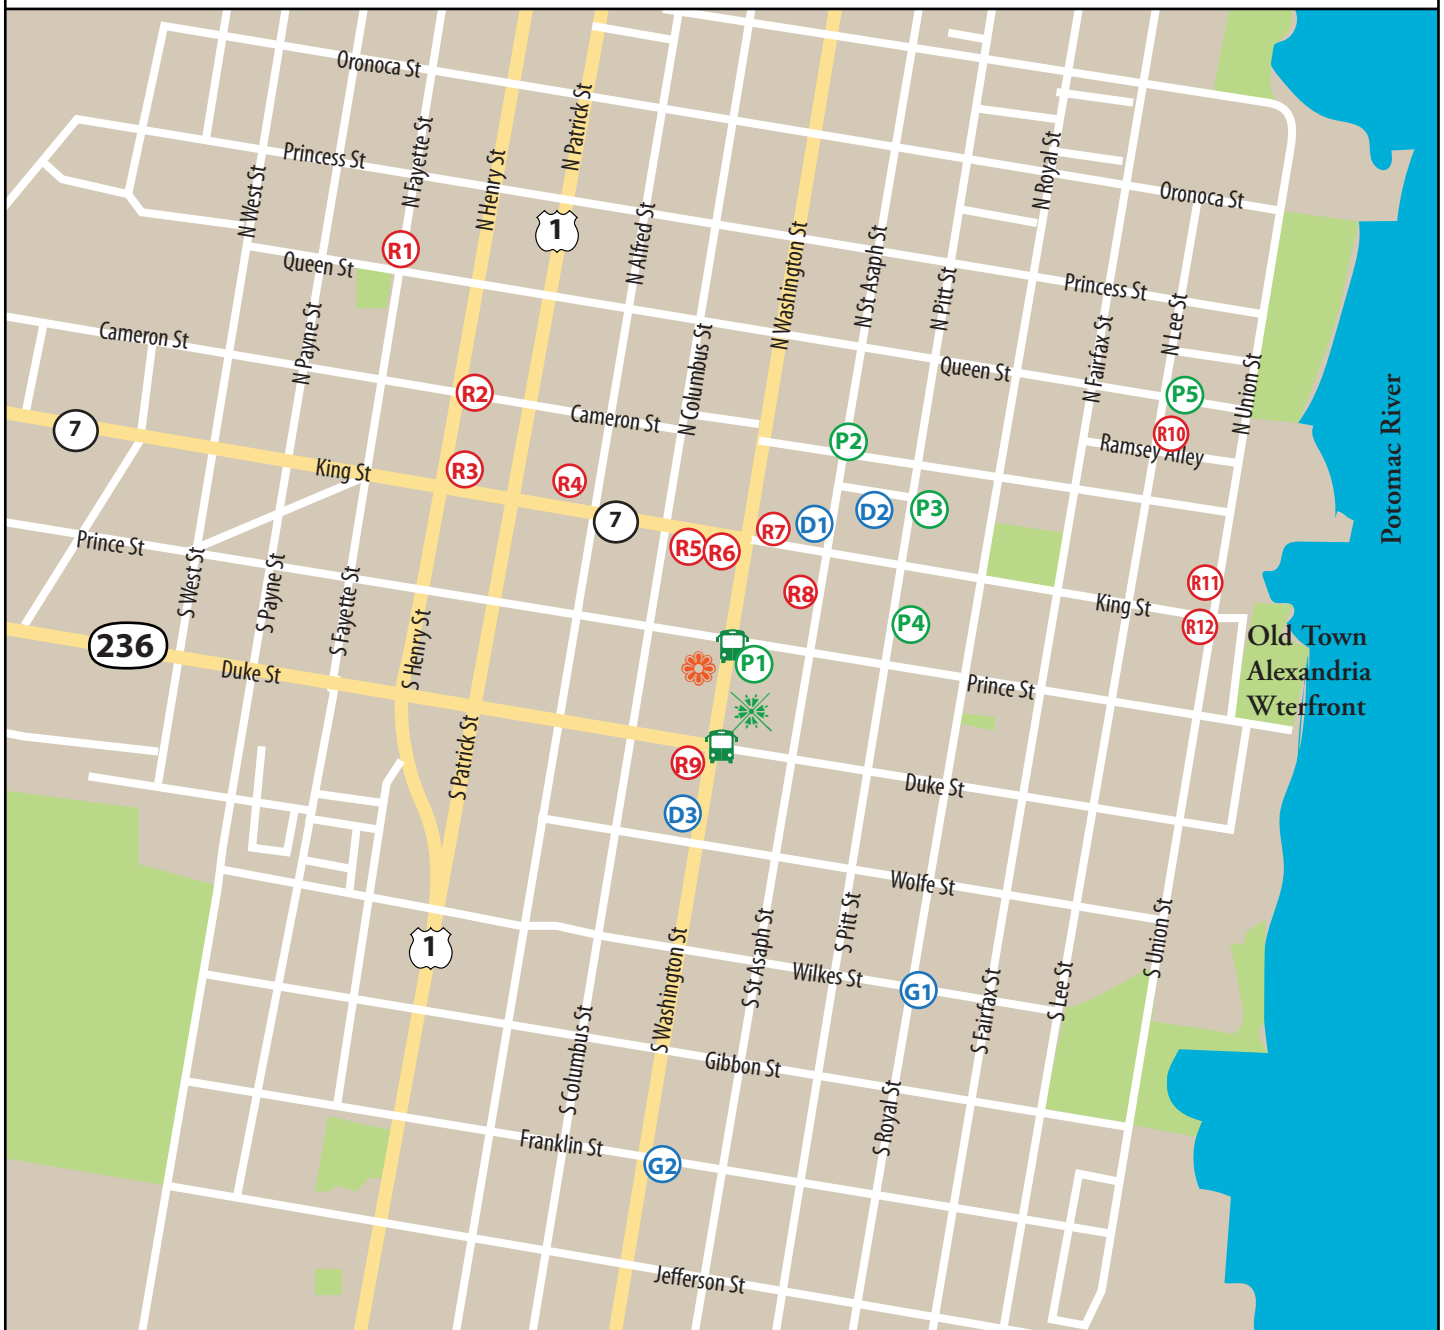 Oronoca St
N Patrick St
N Fayette St
Princess St
N Henry St
N Royal St
N West St
Oronoca St
1
N Alfred St
R1
N Washington St
N St Asaph St
Queen St
N Pitt St
Princess St
N Payne St
N Lee St
Cameron St
N Columbus St
N Fairfax St
Queen St
N Union St
R2
P5
Cameron St
7
P2
R10
Ramsey Alley
Potomac River
King St
R3
R4
7
R7
D1
D2
P3
Prince St
R5
R6
S West St
S Payne St
S Fayette St
R8
R11
King St
P4
R12
236
S Henry St
Old Town
Alexandria
Wterfront
P1
Duke St
Prince St
S Patrick St
R9
Duke St
D3
Wolfe St
1
S Pitt St
S Union St
S St Asaph St
S Washington St
Wilkes St
G1
S Fairfax St
S Lee St
S Columbus St
Gibbon St
S Royal St
Franklin St
G2
Jefferson St